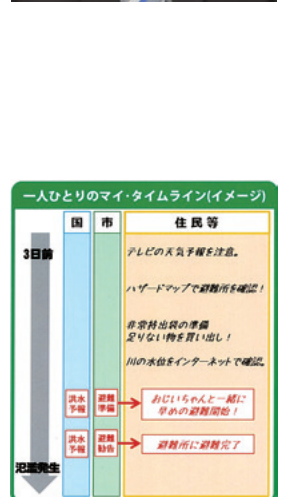 一人ひとりのマイ・タイムライン(イメージ)
国 市 住民等
3日前
テレビの天気予報を注意。
ハザードマップで避難所を確認!
非常持出袋の準備
足りない物を買い出し!
川の水位をインターネットで確認。
洪水
予報
避難
準備
おじいちゃんと一緒に
早めの避難開始!
洪水
予報
避難
勧告
避難所に避難完了
氾濫発生